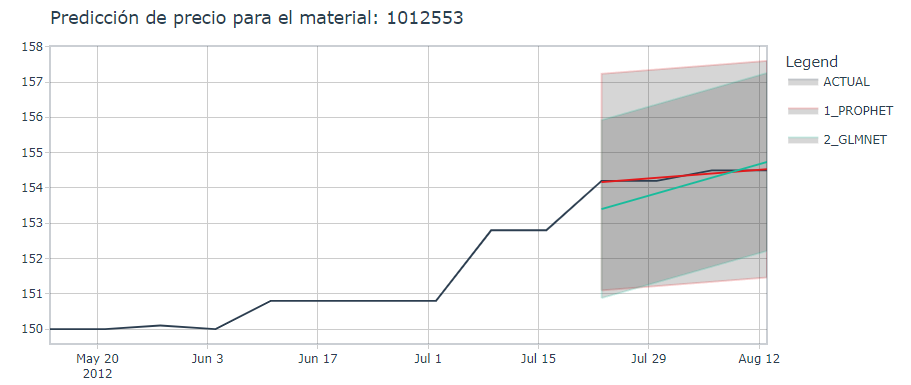 Predicción de precio para el material: 1012553
158
157
156
155
154
153
152
151
150
May 20
2012
Jun 3
Jun 17
Jul 1
Jul 15
Jul 29
Aug 12
Legend
ACTUAL
1_PROPHET
2_GLMNET